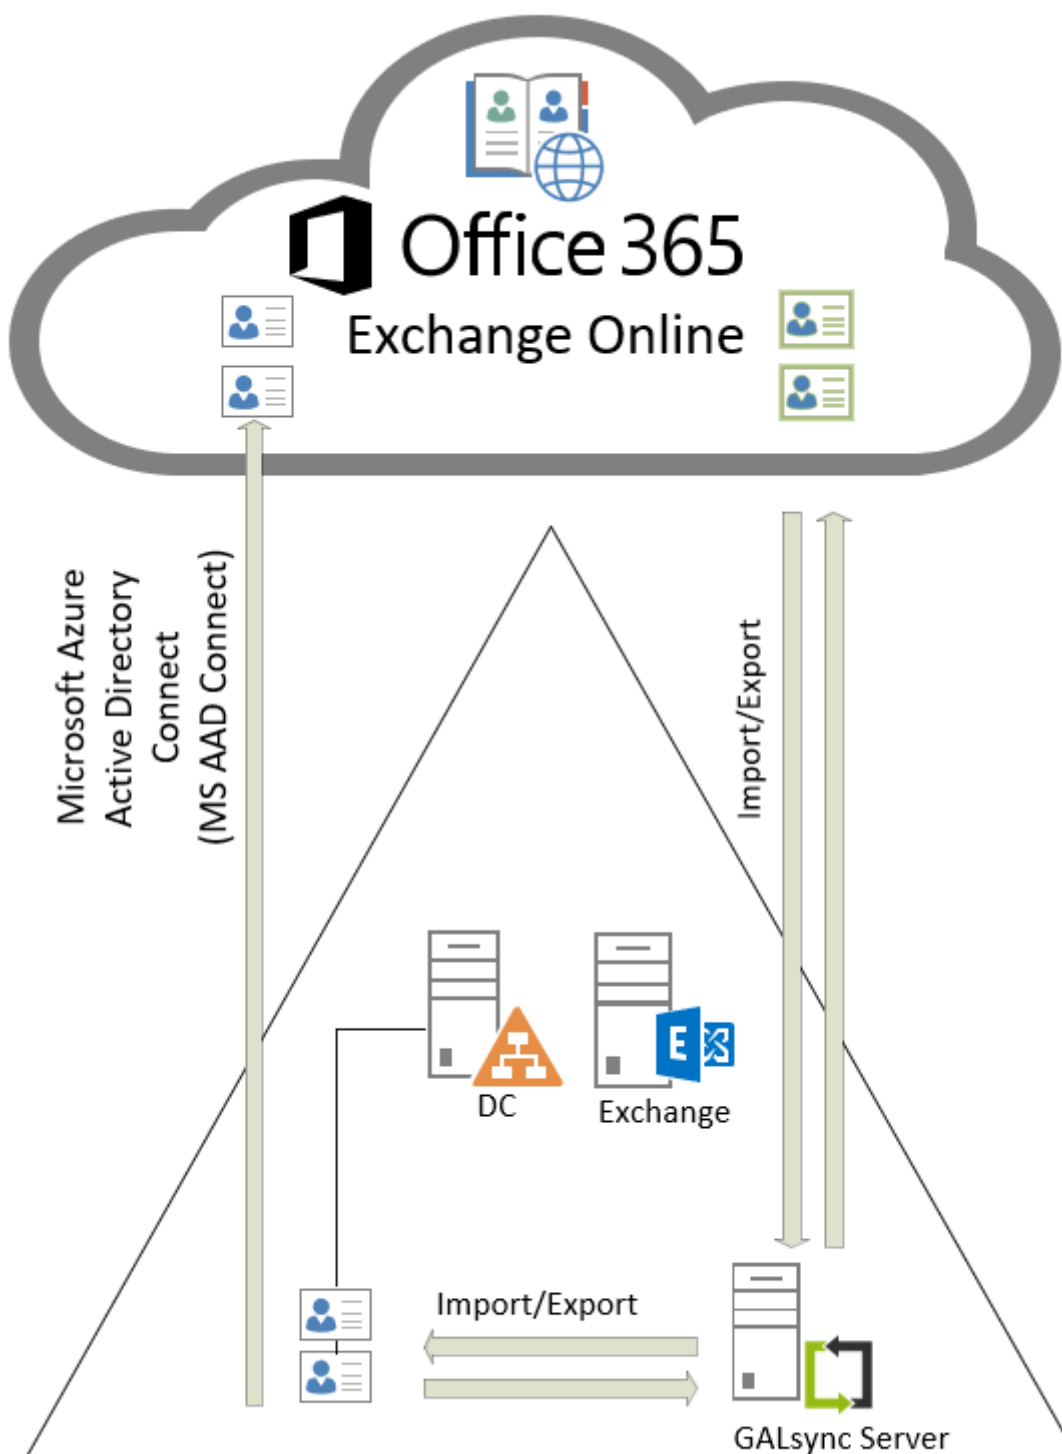 Office 365
Exchange Online
Microsoft Azure
Active Directory
Connect
(MS AAD Connect)
Import/Export
E
DC
Exchange
Import/Export
GALsync Server